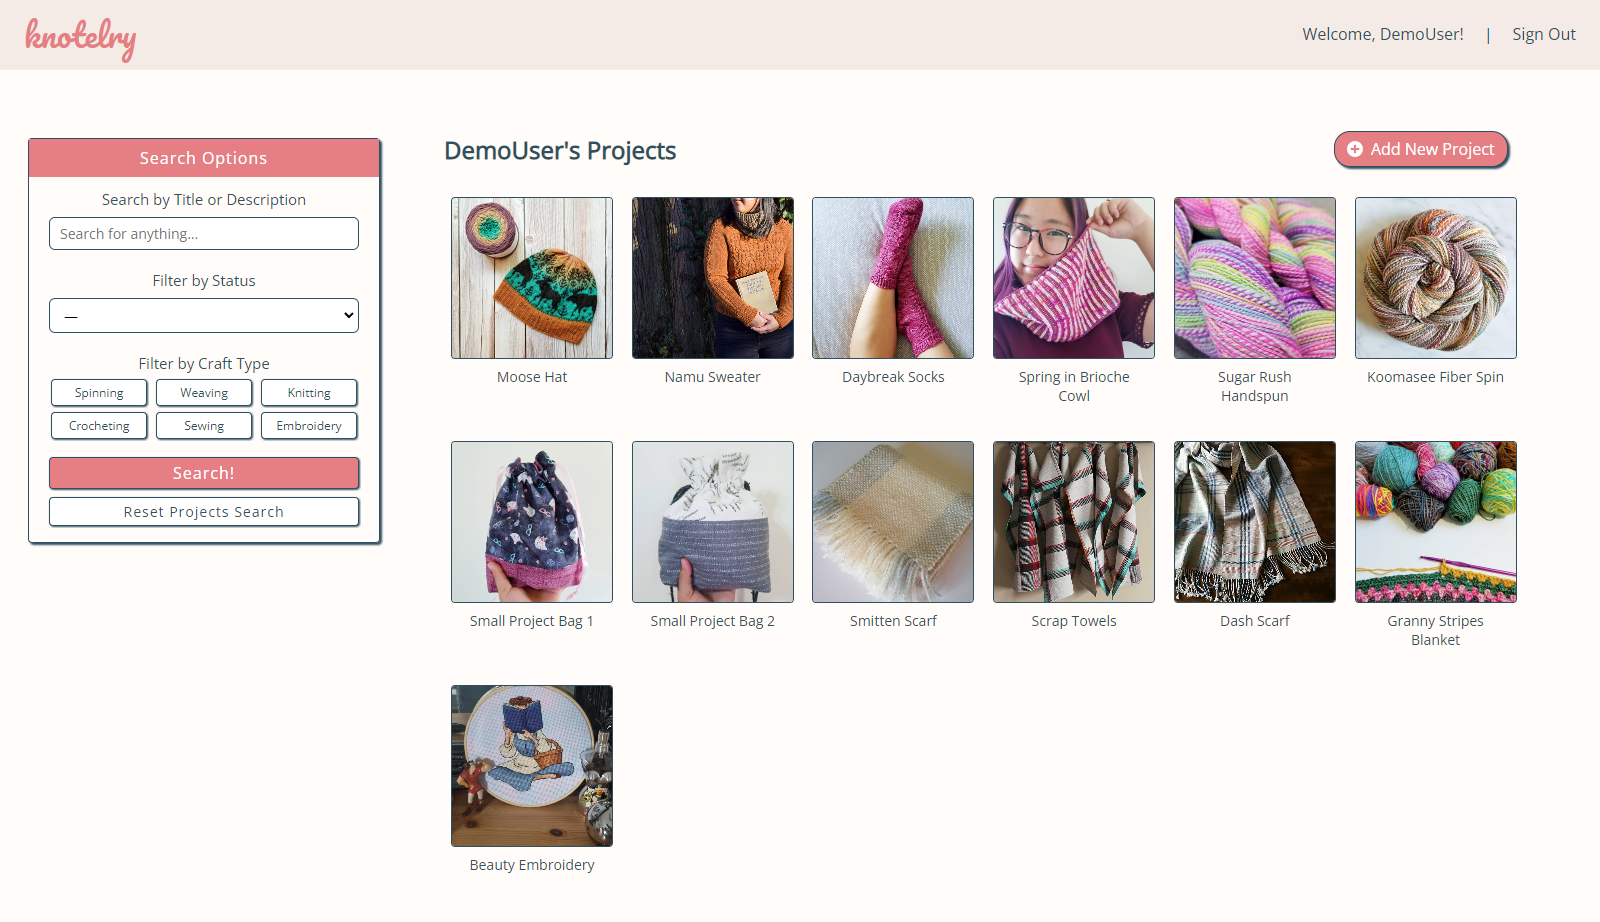 knotelry
Welcome, DemoUser! | Sign Out
Search Options
Search by Title or Description
Search for anything...
Filter by Status
—
Filter by Craft Type
Spinning Weaving Knitting
Crocheting Sewing Embroidery
Search!
Reset Projects Search
DemoUser's Projects
Add New Project
Moose Hat
Namu Sweater
Daybreak Socks
Spring in Brioche
Cowl
Sugar Rush
Handspun
Koomasee Fiber Spin
Small Project Bag 1
Small Project Bag 2
Smitten Scarf
Scrap Towels
Dash Scarf
Granny Stripes
Blanket
Beauty Embroidery